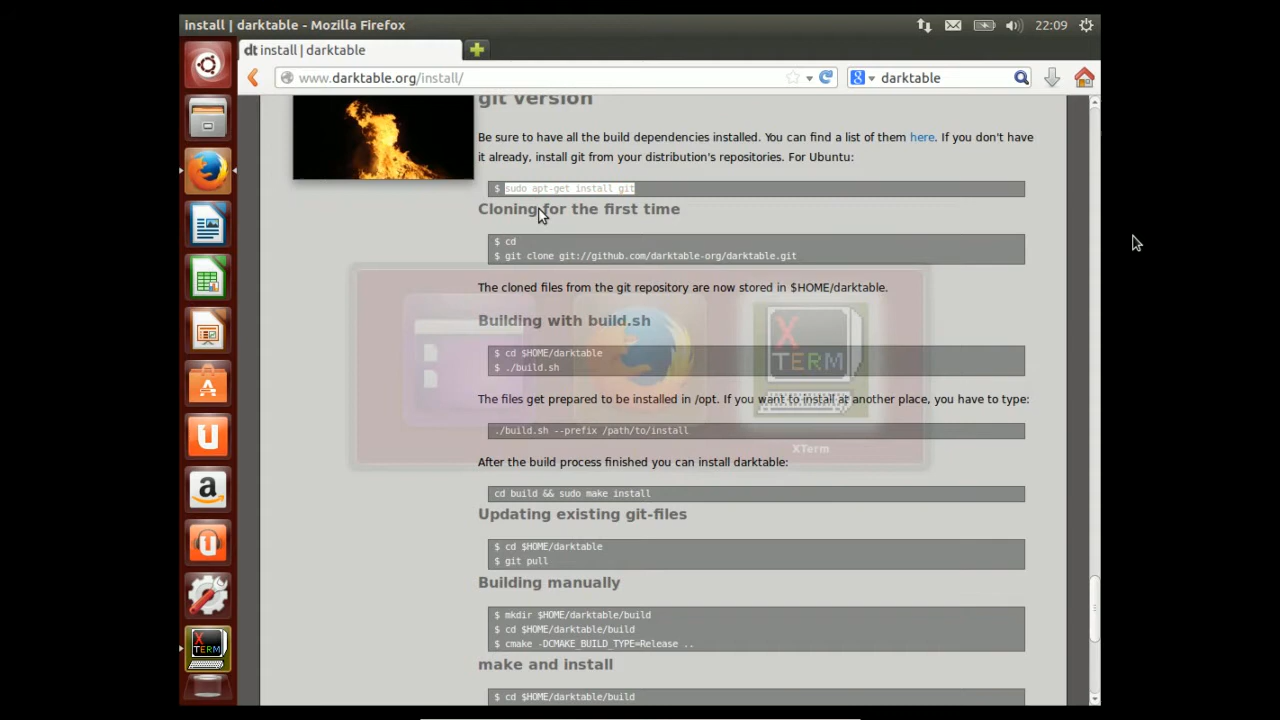 install | darktable - Mozilla Firefox
22:09
dt install | darktable
www.darktable.org/install/
darktable
git version
Be sure to have all the build dependencies installed. You can find a list of them here. If you don't have
it already, install git from your distribution's repositories. For Ubuntu:
$ sudo apt-get install git
Cloning for the first time
$ cd
$ git clone git://github.com/darktable-org/darktable.git
The cloned files from the git repository are now stored in $HOME/darktable.
Building with build.sh
$ cd $HOME/darktable
$ ./build.sh
X
TERM
The files get prepared to be installed in /opt. If you want to install at another place, you have to type:
./build.sh --prefix /path/to/install
XTerm
After the build process finished you can install darktable:
cd build && sudo make install
Updating existing git-files
$ cd $HOME/darktable
$ git pull
Building manually
$ mkdir $HOME/darktable/build
$ cd $HOME/darktable/build
$ cmake -DCMAKE_BUILD_TYPE=Release ..
make and install
$ cd $HOME/darktable/build
X
TERM